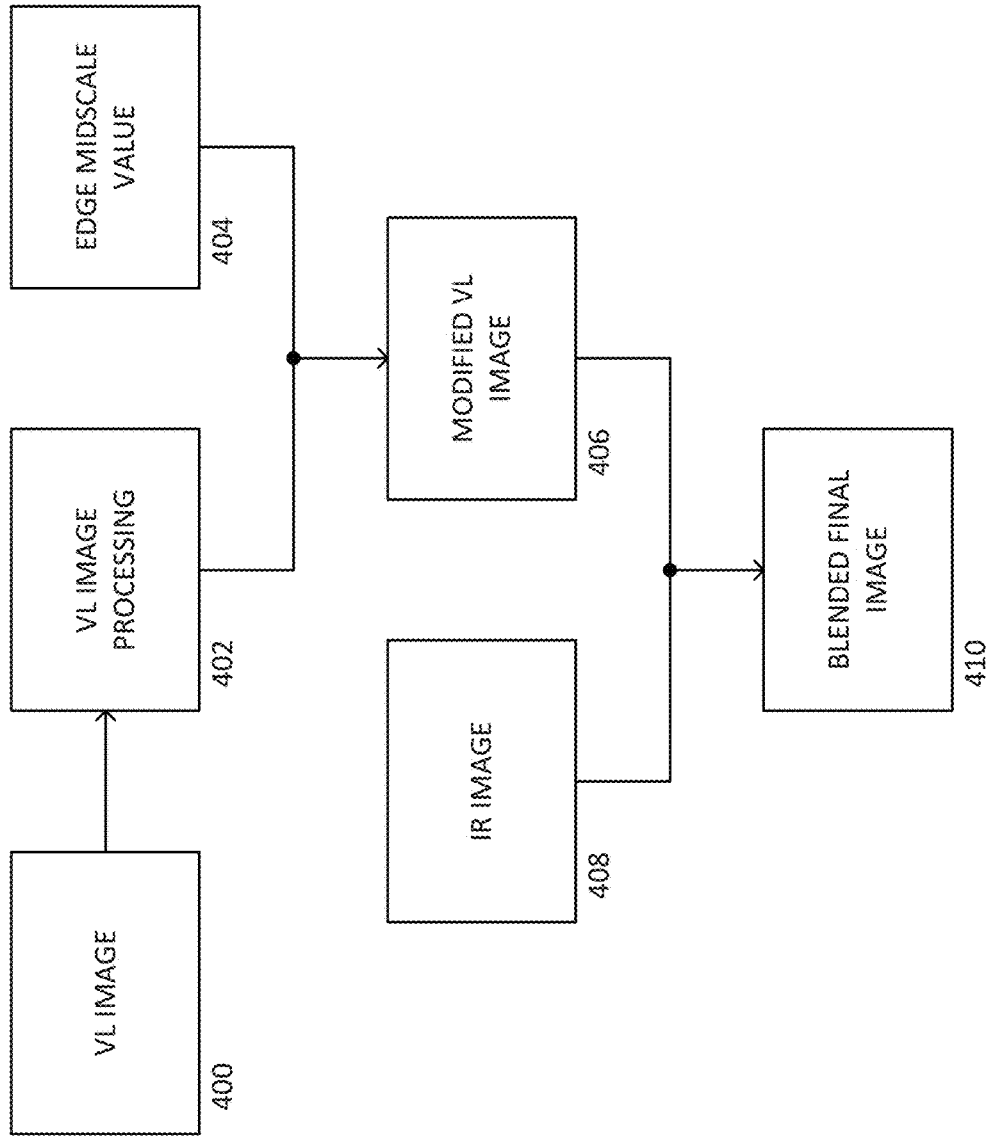 VL IMAGE
400
VL IMAGE
PROCESSING
402
EDGE MIDSCALE
VALUE
404
IR IMAGE
408
MODIFIED VL
IMAGE
406
BLENDED FINAL
IMAGE
410